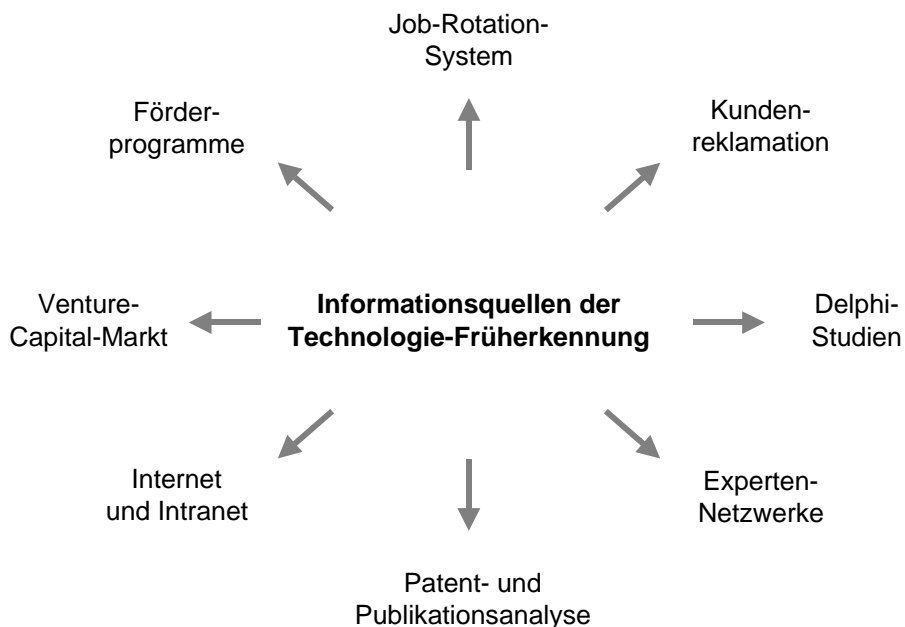 Job-Rotation-
System
Förder-
programme
Kunden-
reklamation
Venture-
Capital-Markt
Informationsquellen der
Technologie-Früherkennung
Delphi-
Studien
Internet
und Intranet
Experten-
Netzwerke
Patent- und
Publikationsanalyse